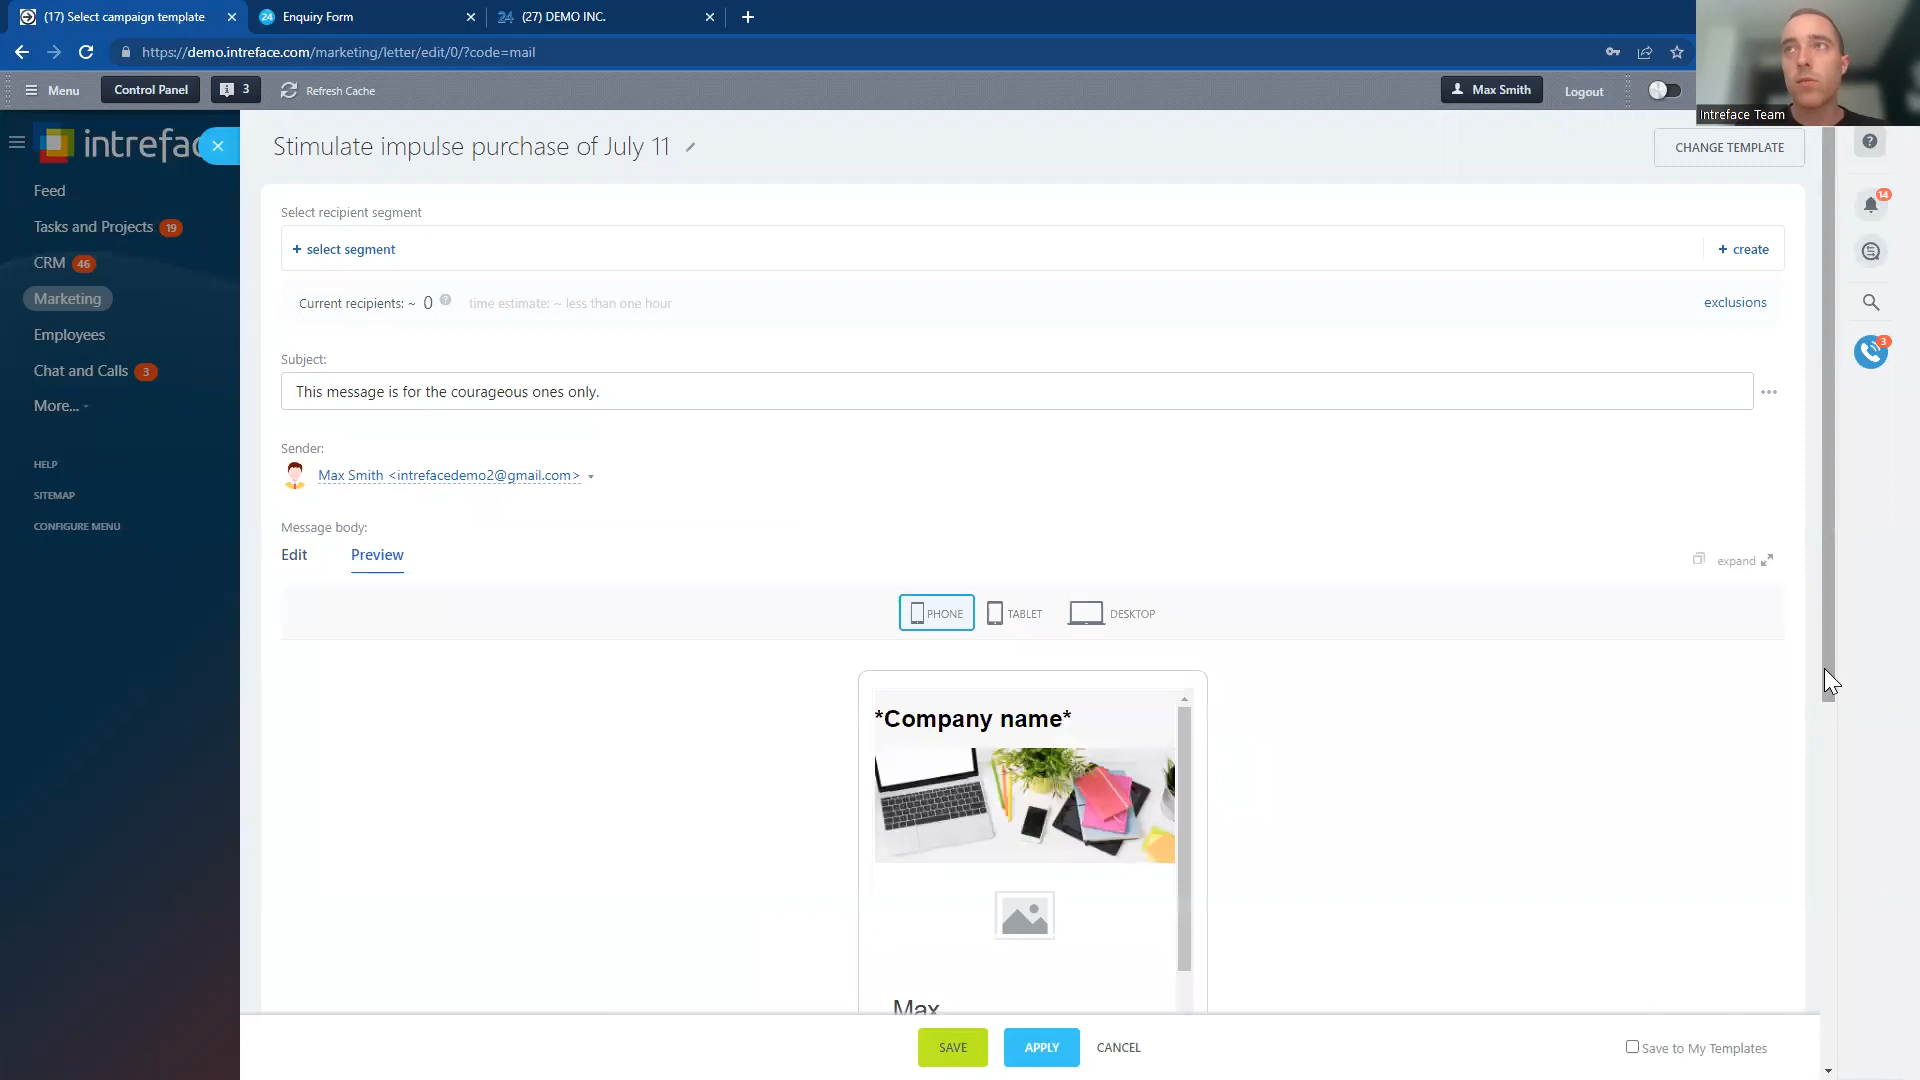 (17) Select campaign template
24 Enquiry Form
24 (27) DEMO INC.
https://demo.intreface.com/marketing/letter/edit/0/?code=mail
Menu
Control Panel
3
Refresh Cache
Max Smith
Logout
Intreface Team
intrefac
Stimulate impulse purchase of July 11
CHANGE TEMPLATE
Feed
Tasks and Projects 19
CRM 46
Marketing
Employees
Chat and Calls 3
More...
HELP
SITEMAP
CONFIGURE MENU
Select recipient segment
+ select segment
+ create
Current recipients: ~ 0 ?
time estimate: ~ less than one hour
exclusions
Subject:
This message is for the courageous ones only.
Sender:
Max Smith <intrefacedemo2@gmail.com>
Message body:
Edit
Preview
expand
PHONE
TABLET
DESKTOP
*Company name*
Max
SAVE
APPLY
CANCEL
Save to My Templates
?
14
3